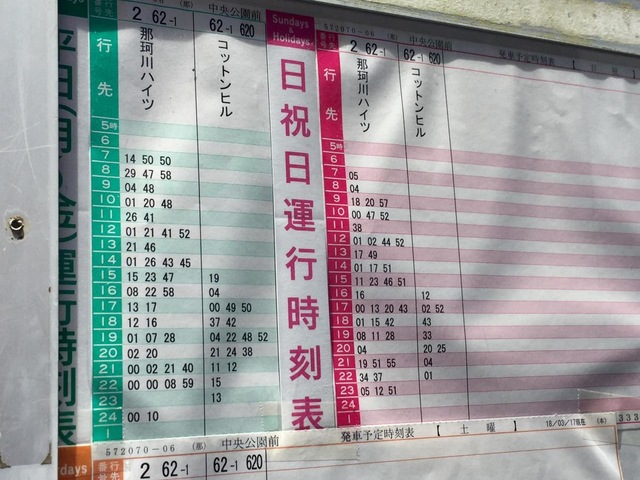 (那) 中央公園前
2 62-1 62-1 620
行先
那珂川ハイツ
コットンヒル
5時
6
7 14 50 50
8 29 47 58
9 04 48
10 01 20 48
11 26 41
12 01 21 41 52
13 21 46
14 01 26 43 45
15 15 23 47 19
16 08 22 58 04
17 13 17 00 49 50
18 12 16 37 42
19 01 07 28 04 22 48 52
20 02 20 21 24 38
21 00 02 21 40 11 12
22 00 00 08 59 15
23 13
24 00 10
1
Sundays
&
Holidays
日祝日運行時刻表
572070-06 (那) 中央公園前
発車予定時刻表
行先
番号
2 62-1 62-1 620
行先
那珂川ハイツ
コットンヒル
5時
6
7 05
8 04
9 18 20 57
10 00 47 52
11 38
12 01 02 44 52
13 17 49
14 01 17 51
15 11 23 46 51
16 16 12
17 00 13 20 43 02 52
18 01 15 42 43
19 08 11 28 33
20 04 20 25
21 19 51 55 04
22 34 37 01
23 05 12 51
24
1
572070-06 (那) 中央公園前 発車予定時刻表 【 土 曜 】 18/03/17現在 (本) 333
行先
2 62-1 62-1 620